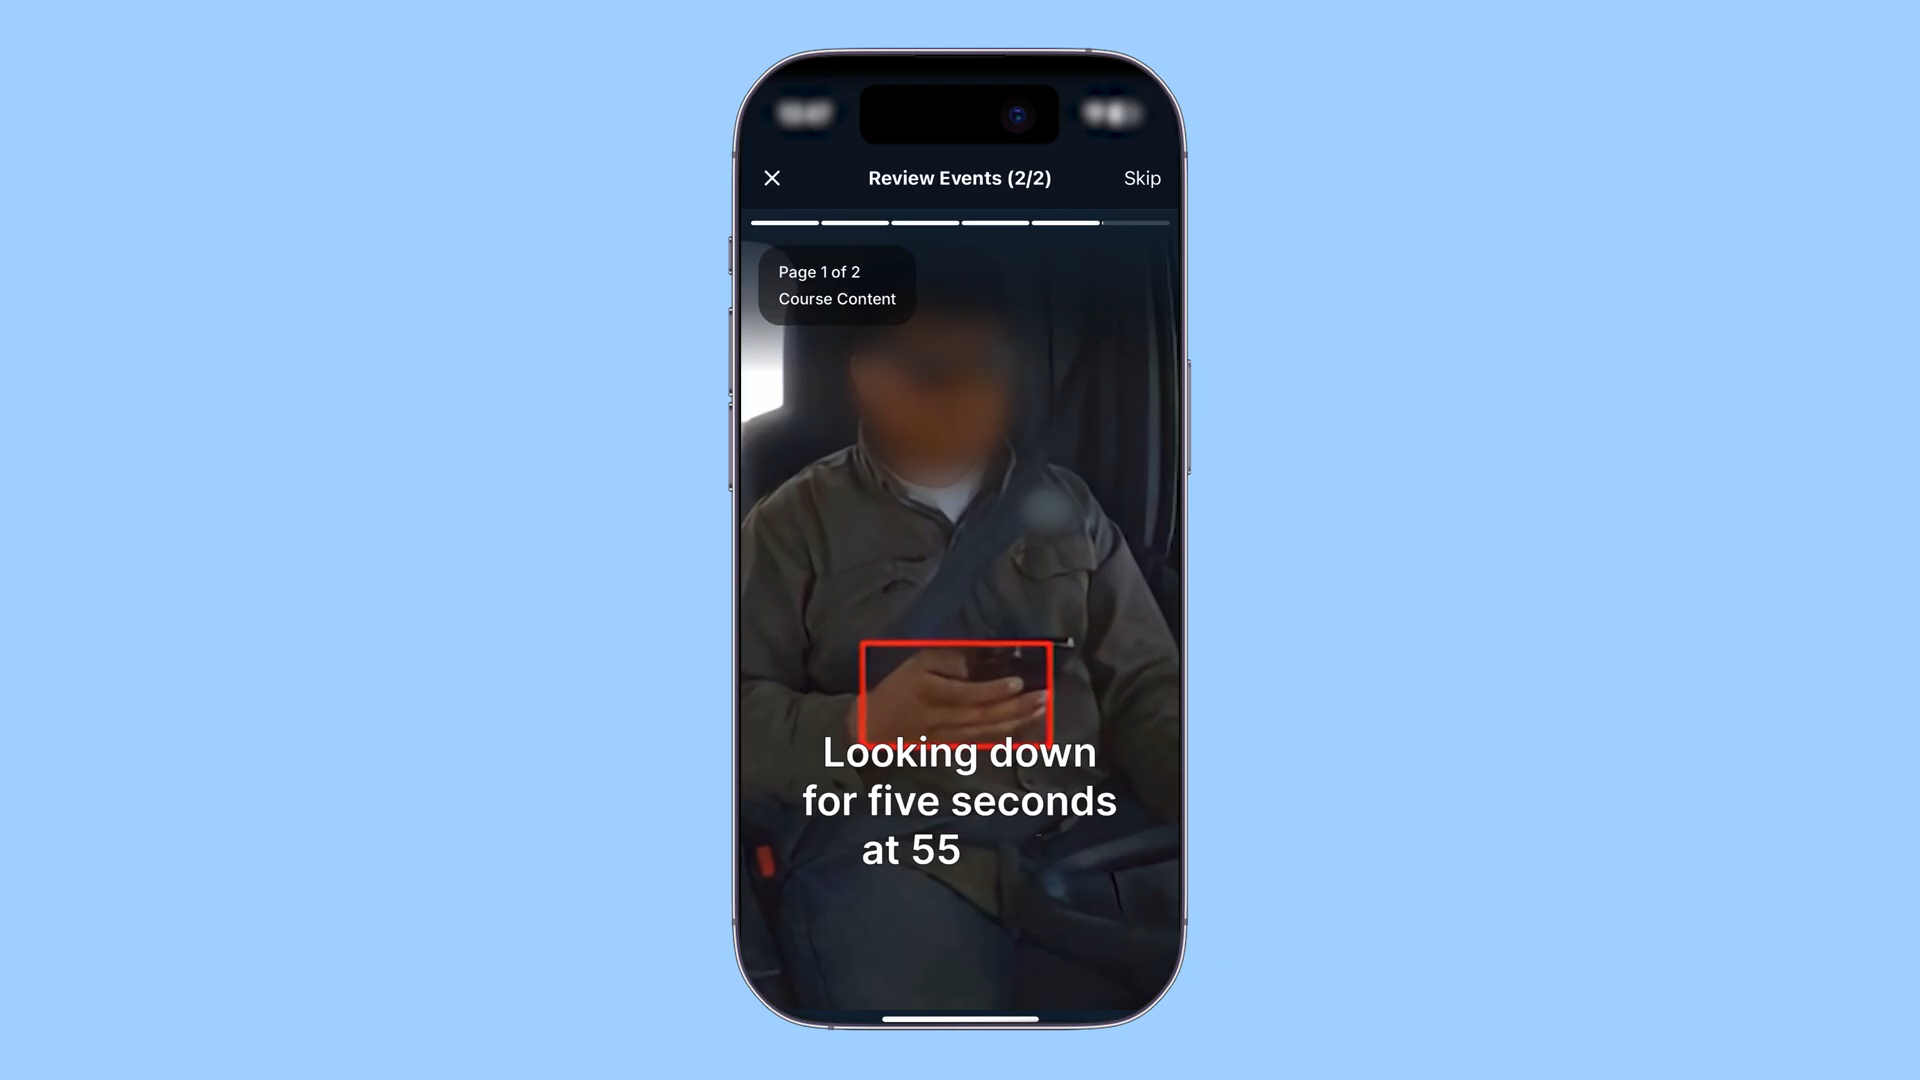 Review Events (2/2)
Skip
Page 1 of 2
Course Content
Looking down
for five seconds
at 55